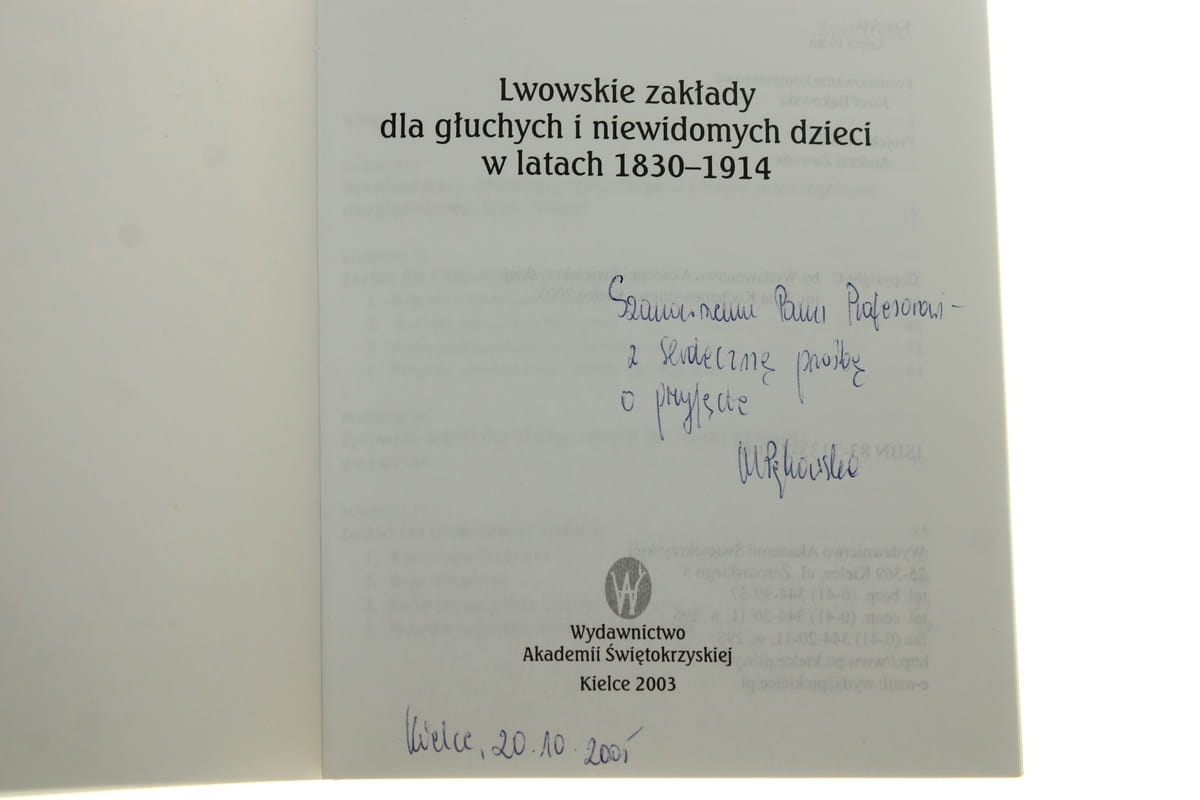 Lwowskie zakłady
dla głuchych i niewidomych dzieci
w latach 1830–1914
Szanownemu Panu Profesorowi –
z serdeczną prośbą
o przyjęcie
MPękowska
Wydawnictwo
Akademii Świętokrzyskiej
Kielce 2003
Kielce, 20.10.2005